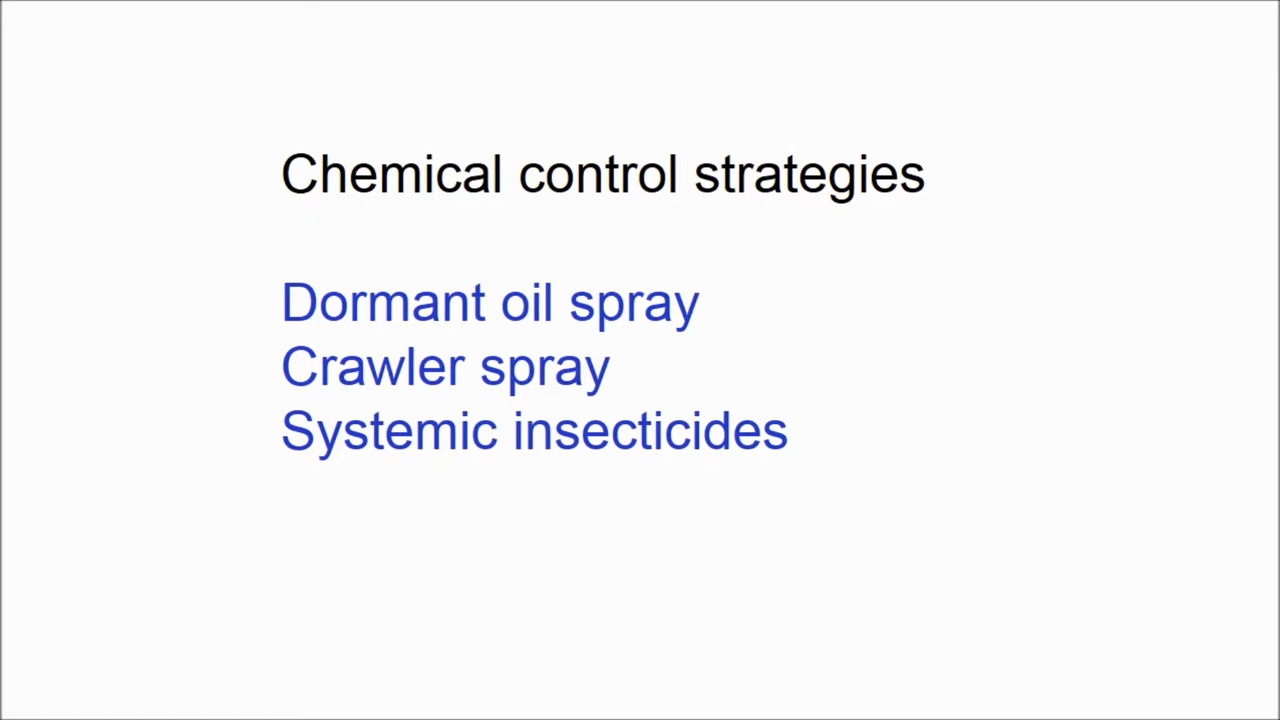 Chemical control strategies
Dormant oil spray
Crawler spray
Systemic insecticides